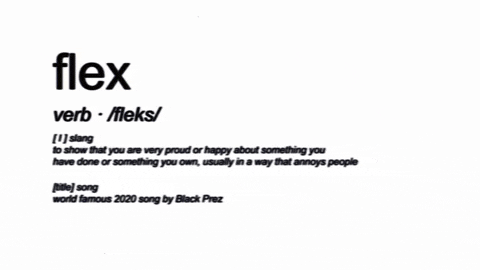 flex
verb · /fleks/
[ I ] slang
to show that you are very proud or happy about something you
have done or something you own, usually in a way that annoys people
[title] song
world famous 2020 song by Black Prez